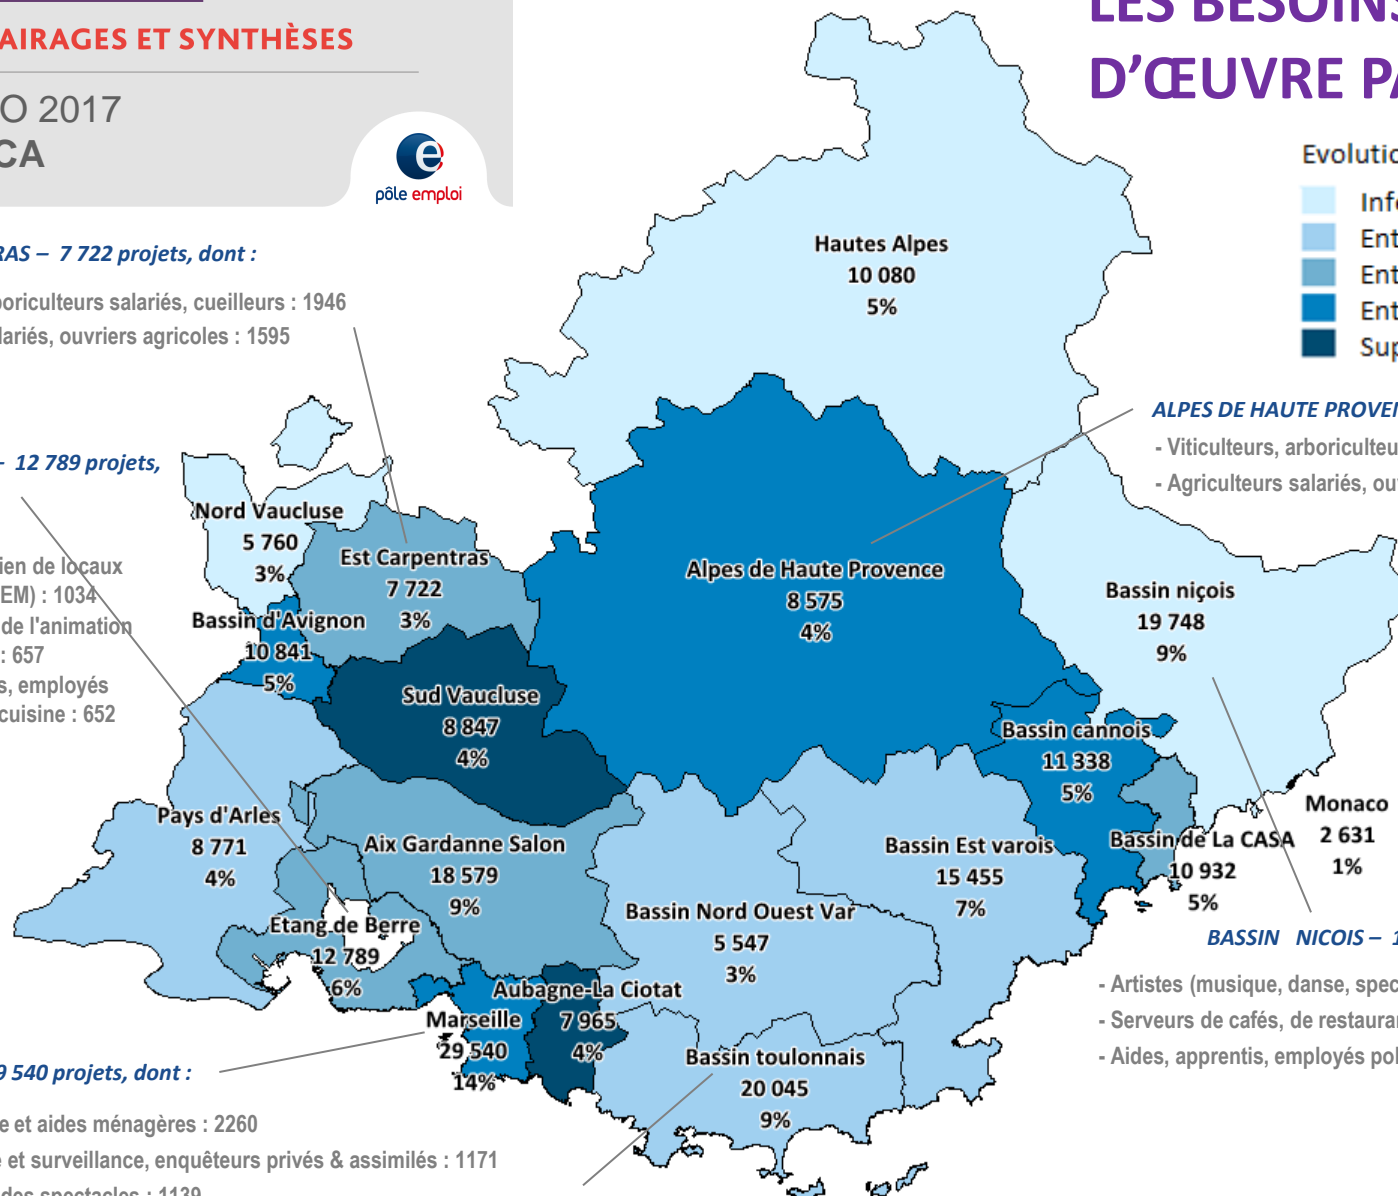 AIRAGES ET SYNTHÈSES
O 2017
CA
pôle emploi
LES BESOINS
D'ŒUVRE PA
Evolutio
Infe
Ent
Ent
Ent
Sup
RAS – 7 722 projets, dont :
boriculteurs salariés, cueilleurs : 1946
lariés, ouvriers agricoles : 1595
– 12 789 projets,
ien de locaux
EM) : 1034
de l'animation
: 657
s, employés
cuisine : 652
Hautes Alpes
10 080
5%
ALPES DE HAUTE PROVEN
- Viticulteurs, arboriculteu
- Agriculteurs salariés, ou
Nord Vaucluse
5 760
3%
Est Carpentras
7 722
3%
Bassin d'Avignon
10 841
5%
Alpes de Haute Provence
8 575
4%
Bassin niçois
19 748
9%
Sud Vaucluse
8 847
4%
Bassin cannois
11 338
5%
Pays d'Arles
8 771
4%
Aix Gardanne Salon
18 579
9%
Bassin Est varois
15 455
7%
Bassin de La CASA
10 932
5%
Monaco
2 631
1%
Etang de Berre
12 789
6%
Bassin Nord Ouest Var
5 547
3%
BASSIN NICOIS – 1
- Artistes (musique, danse, spec
- Serveurs de cafés, de restaura
- Aides, apprentis, employés pol
Aubagne-La Ciotat
7 965
4%
Marseille
29 540
14%
Bassin toulonnais
20 045
9%
9 540 projets, dont :
e et aides ménagères : 2260
e et surveillance, enquêteurs privés & assimilés : 1171
des spectacles : 1139